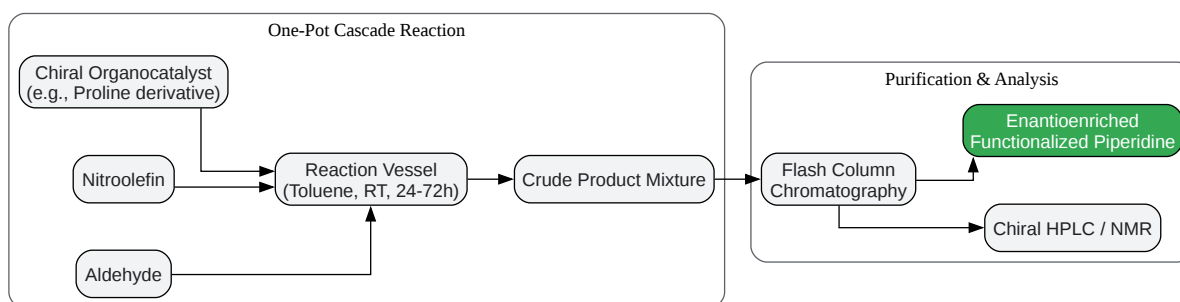 One-Pot Cascade Reaction
Chiral Organocatalyst
(e.g., Proline derivative)
Nitroolefin
Aldehyde
Reaction Vessel
(Toluene, RT, 24-72h)
Crude Product Mixture
Purification & Analysis
Flash Column
Chromatography
Enantioenriched
Functionalized Piperidine
Chiral HPLC / NMR